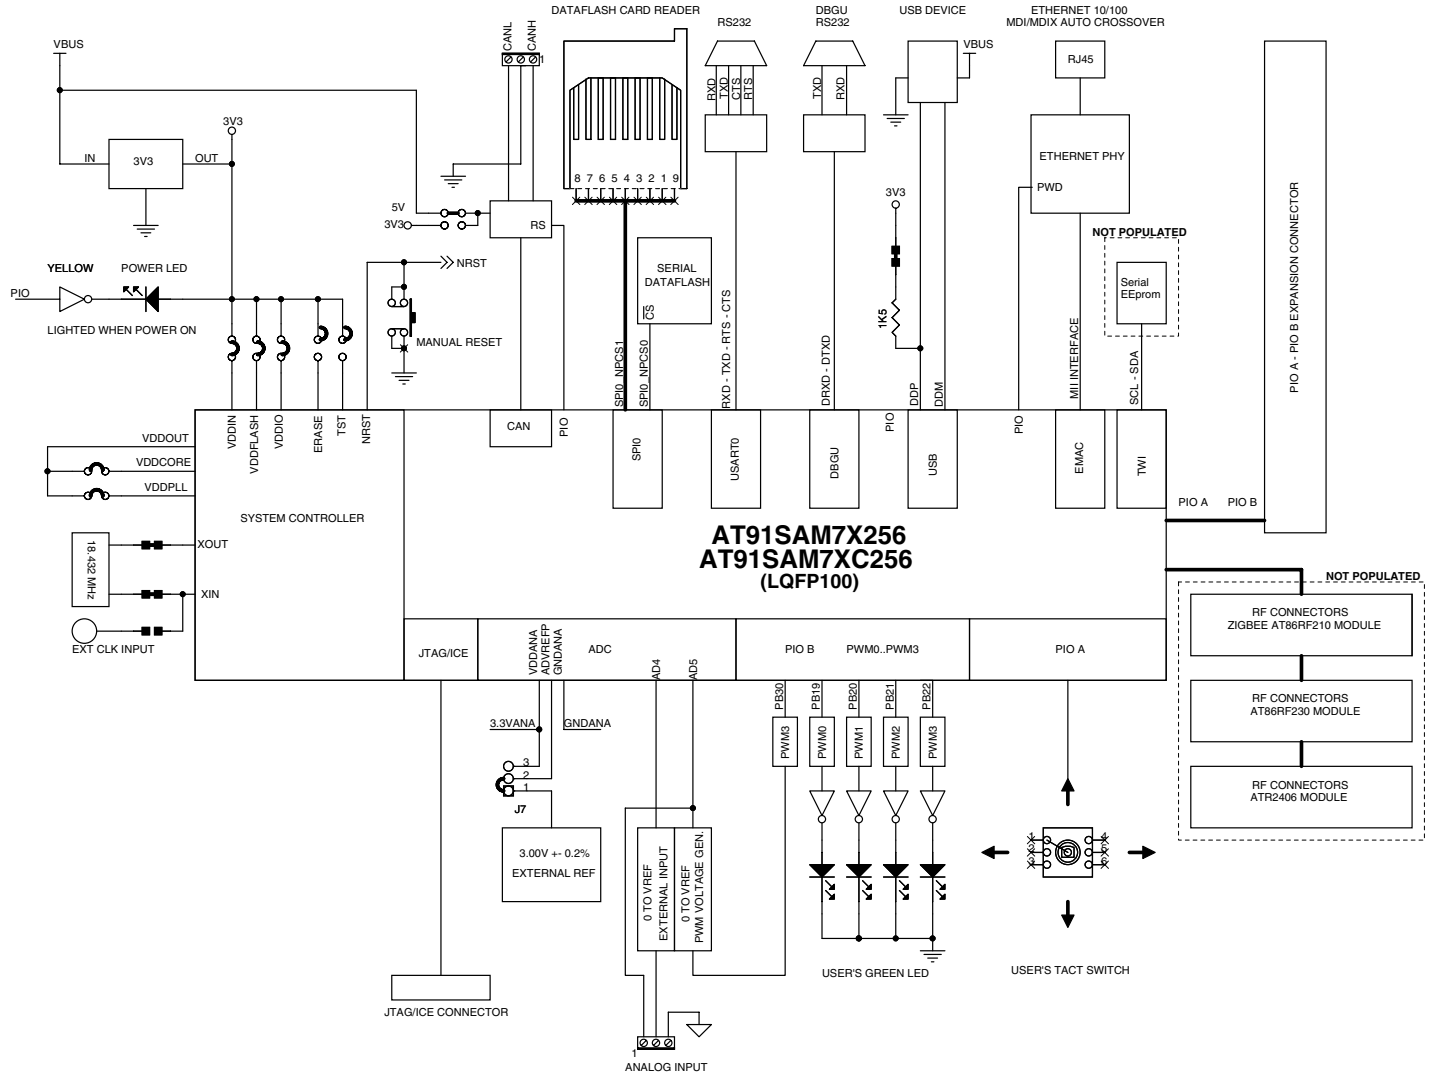 DATAFLASH CARD READER
RS232
DBGU
RS232
USB DEVICE
ETHERNET 10/100
MDI/MDIX AUTO CROSSOVER
VBUS
CANL
CANH
1
VBUS
RJ45
RXD
TXD
CTS
RTS
TXD
RXD
3V3
IN
3V3
OUT
ETHERNET PHY
PWD
8 7 6 5 4 3 2 1 9
3V3
5V
3V3
RS
NOT POPULATED
PIO A - PIO B EXPANSION CONNECTOR
YELLOW
POWER LED
NRST
SERIAL
DATAFLASH
CS
Serial
EEprom
PIO
LIGHTED WHEN POWER ON
MANUAL RESET
1K5
SPI0_NPCS1
SPI0_NPCS0
RXD - TXD - RTS - CTS
DRXD - DTXD
DDP
DDM
MII INTERFACE
SCL - SDA
VDDIN
VDDFLASH
VDDIO
ERASE
TST
NRST
CAN
PIO
SPI0
USART0
DBGU
PIO
USB
PIO
EMAC
TWI
VDDOUT
VDDCORE
VDDPLL
SYSTEM CONTROLLER
PIO A
PIO B
AT91SAM7X256
AT91SAM7XC256
(LQFP100)
18.432 MHz
XOUT
XIN
EXT CLK INPUT
NOT POPULATED
RF CONNECTORS
ZIGBEE AT86RF210 MODULE
JTAG/ICE
VDDANA
ADVREFP
GNDANA
ADC
AD4
AD5
PIO B
PWM0..PWM3
PIO A
RF CONNECTORS
AT86RF230 MODULE
3.3VANA
GNDANA
PB30
PB19
PB20
PB21
PB22
PWM3
PWM0
PWM1
PWM2
PWM3
3
2
1
J7
RF CONNECTORS
ATR2406 MODULE
3.00V +- 0.2%
EXTERNAL REF
0 TO VREF
EXTERNAL INPUT
0 TO VREF
PWM VOLTAGE GEN.
USER'S GREEN LED
USER'S TACT SWITCH
JTAG/ICE CONNECTOR
1
ANALOG INPUT